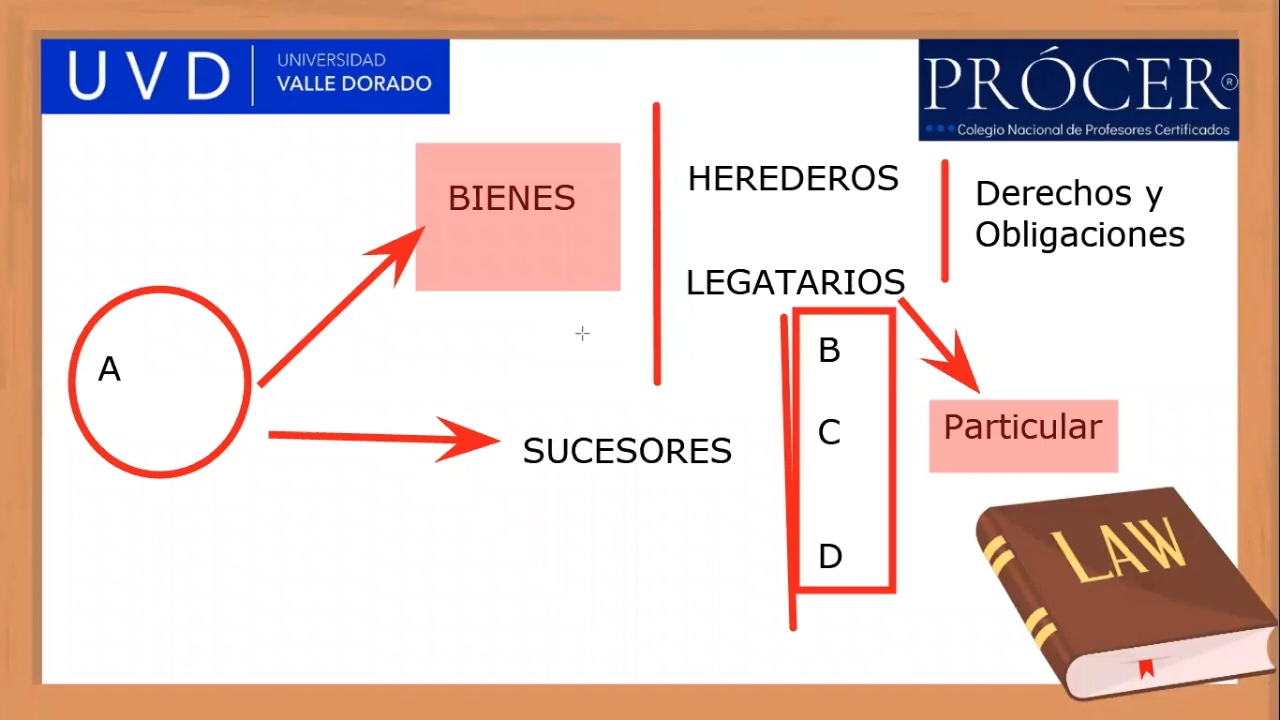 UVD
UNIVERSIDAD
VALLE DORADO
PRÓCER®
Colegio Nacional de Profesores Certificados
BIENES
HEREDEROS
Derechos y
Obligaciones
LEGATARIOS
A
B
C
Particular
SUCESORES
D
LAW